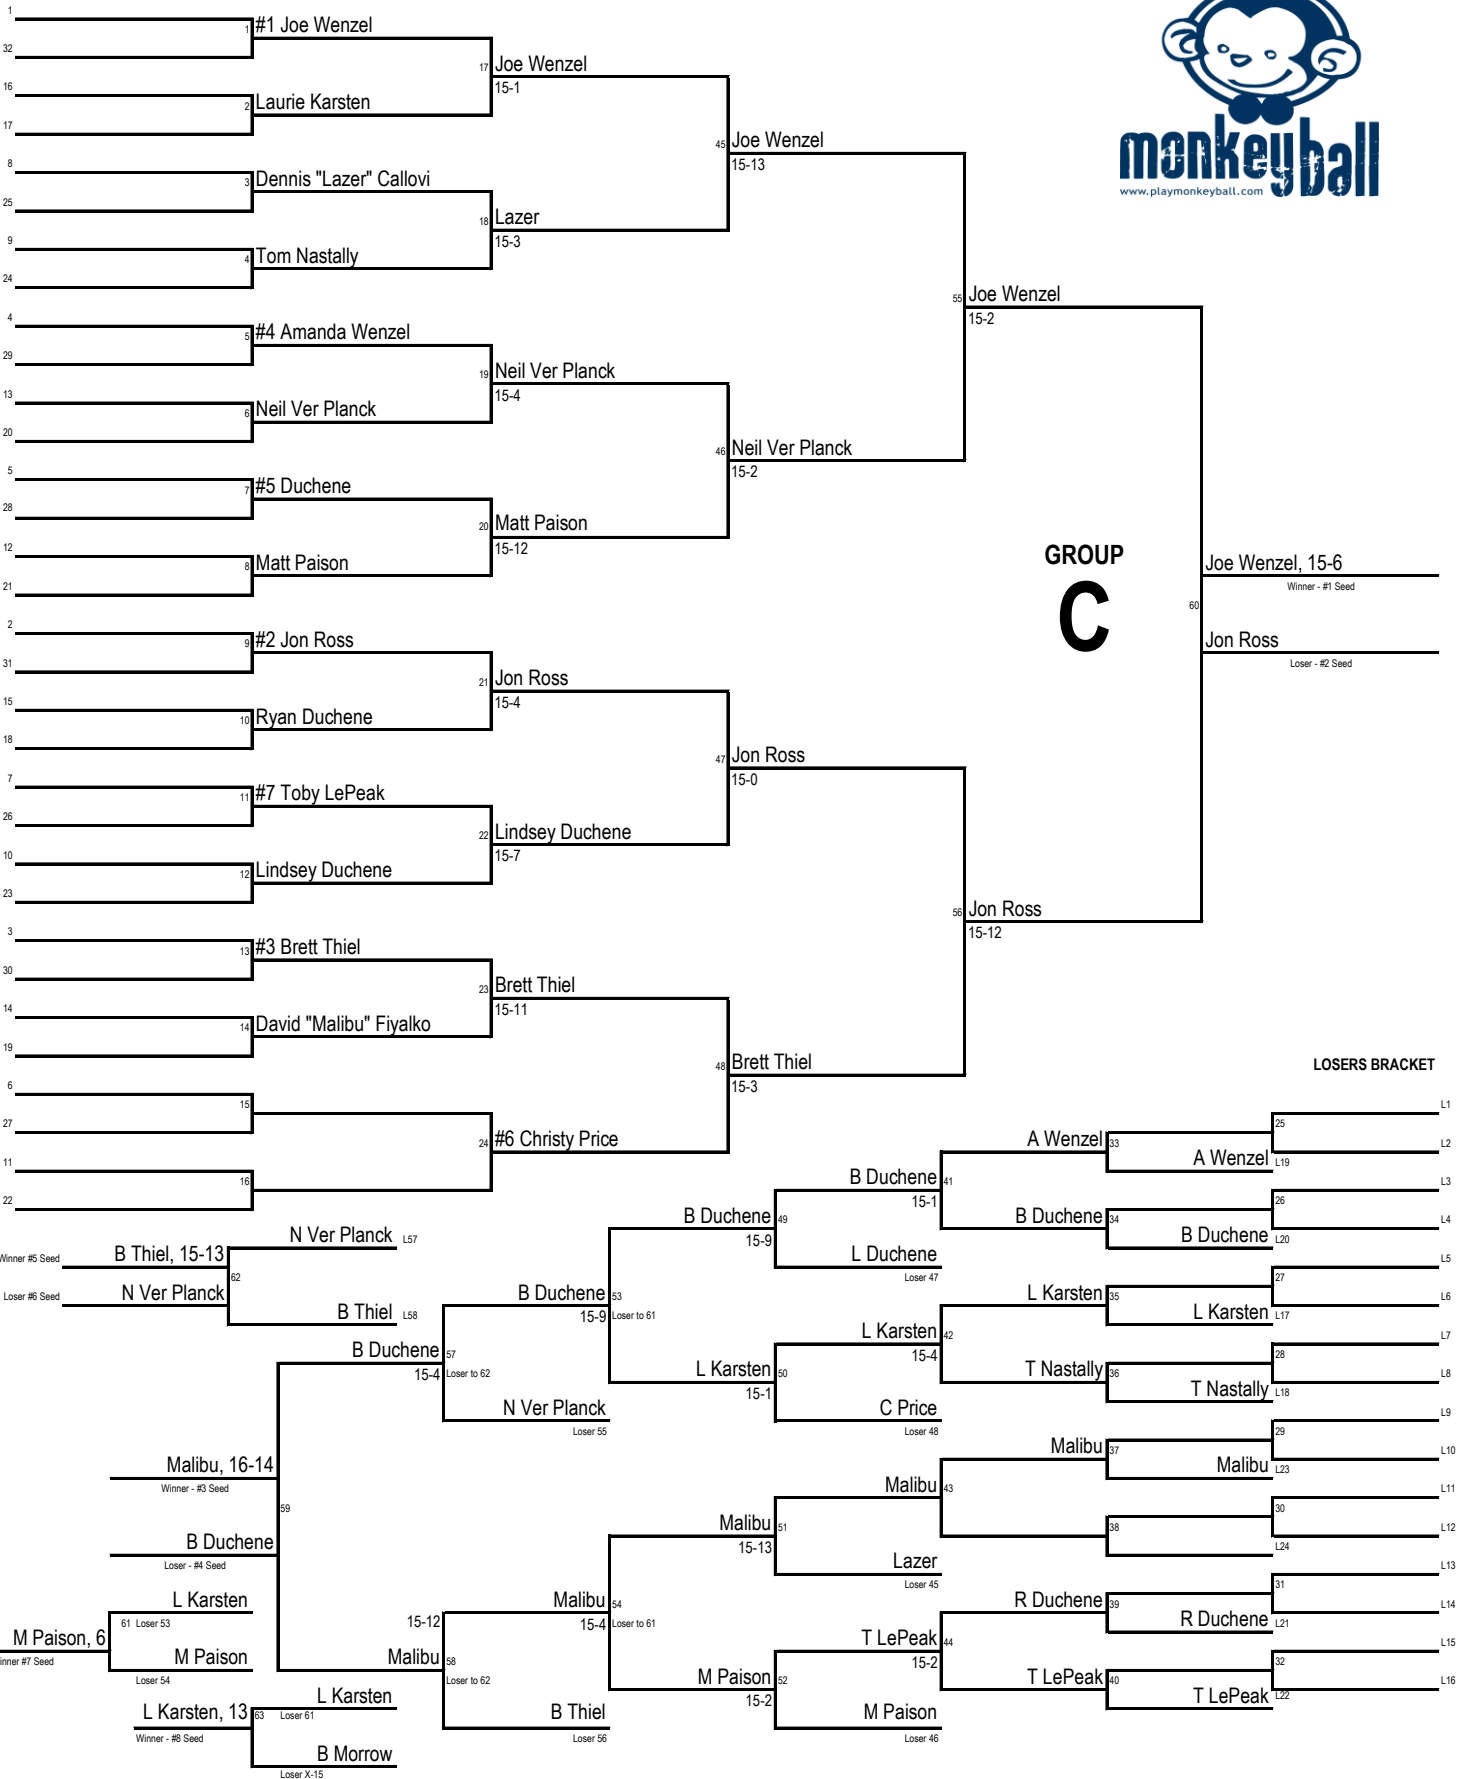 monkeyball
www.playmonkeyball.com
1
32
1
#1 Joe Wenzel
16
17
2
Laurie Karsten
17
Joe Wenzel
15-1
8
25
3
Dennis "Lazer" Callovi
9
24
4
Tom Nastally
18
Lazer
15-3
45
Joe Wenzel
15-13
4
29
5
#4 Amanda Wenzel
13
20
6
Neil Ver Planck
19
Neil Ver Planck
15-4
5
28
7
#5 Duchene
12
21
8
Matt Paison
20
Matt Paison
15-12
46
Neil Ver Planck
15-2
55
Joe Wenzel
15-2
GROUP
C
2
31
9
#2 Jon Ross
15
18
10
Ryan Duchene
21
Jon Ross
15-4
7
26
11
#7 Toby LePeak
10
23
12
Lindsey Duchene
22
Lindsey Duchene
15-7
47
Jon Ross
15-0
3
30
13
#3 Brett Thiel
14
19
14
David "Malibu" Fiyalko
23
Brett Thiel
15-11
6
27
15
11
22
16
24
#6 Christy Price
48
Brett Thiel
15-3
56
Jon Ross
15-12
60
Joe Wenzel, 15-6
Winner - #1 Seed
Jon Ross
Loser - #2 Seed
LOSERS BRACKET
L1
L2
25
A Wenzel L19
A Wenzel 33
L3
L4
26
B Duchene L20
B Duchene 34
B Duchene 41
15-1
L Duchene
Loser 47
B Duchene 49
15-9
L5
L6
27
L Karsten L17
L Karsten 35
L7
L8
28
T Nastally L18
T Nastally 36
L Karsten 42
15-4
C Price
Loser 48
L Karsten 50
15-1
B Duchene 53
15-9 Loser to 61
N Ver Planck
Loser 55
B Duchene 57
15-4 Loser to 62
L9
L10
29
Malibu L23
Malibu 37
L11
L12
30
L24
38
Malibu 43
Lazer
Loser 45
Malibu 51
15-13
L13
L14
31
R Duchene L21
R Duchene 39
L15
L16
32
T LePeak L22
T LePeak 40
T LePeak 44
15-2
M Paison
Loser 46
M Paison 52
15-2
Malibu 54
15-4 Loser to 61
B Thiel
Loser 56
15-12
Malibu 58
Loser to 62
59
Malibu, 16-14
Winner - #3 Seed
B Duchene
Loser - #4 Seed
N Ver Planck L57
B Thiel L58
62
B Thiel, 15-13
Winner #5 Seed
N Ver Planck
Loser #6 Seed
L Karsten
61 Loser 53
M Paison
Loser 54
M Paison, 6
inner #7 Seed
L Karsten
Loser 61
B Morrow
Loser X-15
63
L Karsten, 13
Winner - #8 Seed